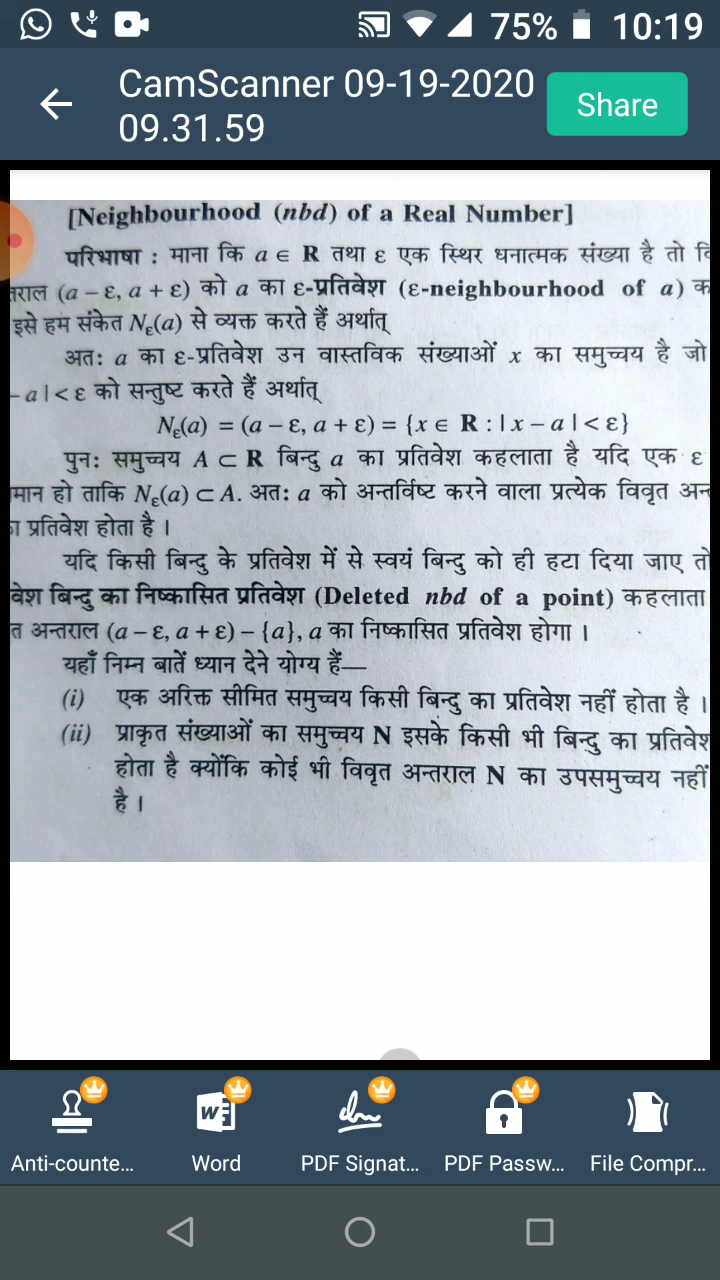 75% 10:19
CamScanner 09-19-2020
09.31.59
Share
[Neighbourhood (nbd) of a Real Number]
परिभाषा : माना कि a ∈ R तथा ε एक स्थिर धनात्मक संख्या है तो
तराल (a – ε, a + ε) को a का ε-प्रतिवेश (ε-neighbourhood of a)
इसे हम संकेत Nε(a) से व्यक्त करते हैं अर्थात्
अतः a का ε-प्रतिवेश उन वास्तविक संख्याओं x का समुच्चय है जो
– a | < ε को सन्तुष्ट करते हैं अर्थात्
Nε(a) = (a – ε, a + ε) = {x ∈ R : | x – a | < ε}
पुनः समुच्चय A ⊂ R बिन्दु a का प्रतिवेश कहलाता है यदि एक ε
मान हो ताकि Nε(a) ⊂ A. अतः a को अन्तर्विष्ट करने वाला प्रत्येक विवृत
प्रतिवेश होता है ।
यदि किसी बिन्दु के प्रतिवेश में से स्वयं बिन्दु को ही हटा दिया जाए तो
वेश बिन्दु का निष्कासित प्रतिवेश (Deleted nbd of a point) कहलाता
त अन्तराल (a – ε, a + ε) – {a}, a का निष्कासित प्रतिवेश होगा ।
यहाँ निम्न बातें ध्यान देने योग्य हैं—
(i) एक अरिक्त सीमित समुच्चय किसी बिन्दु का प्रतिवेश नहीं होता है ।
(ii) प्राकृत संख्याओं का समुच्चय N इसके किसी भी बिन्दु का प्रतिवेश
होता है क्योंकि कोई भी विवृत अन्तराल N का उपसमुच्चय नहीं
है ।
Anti-counte... Word PDF Signat... PDF Passw... File Compr...